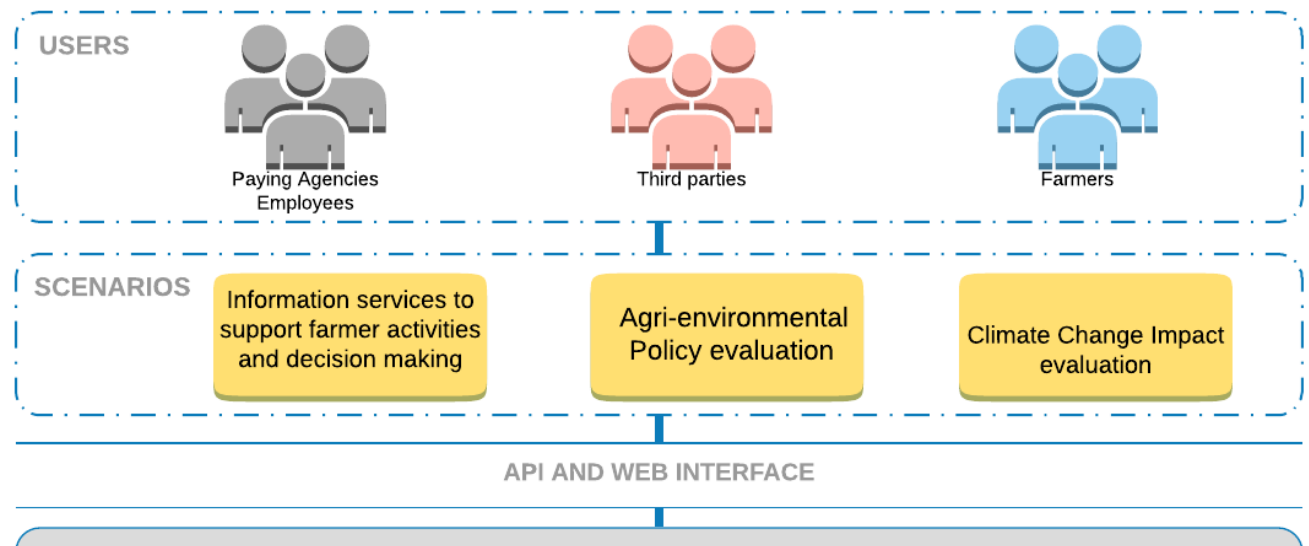 USERS
Paying Agencies
Employees
Third parties
Farmers
SCENARIOS
Information services to
support farmer activities
and decision making
Agri-environmental
Policy evaluation
Climate Change Impact
evaluation
API AND WEB INTERFACE